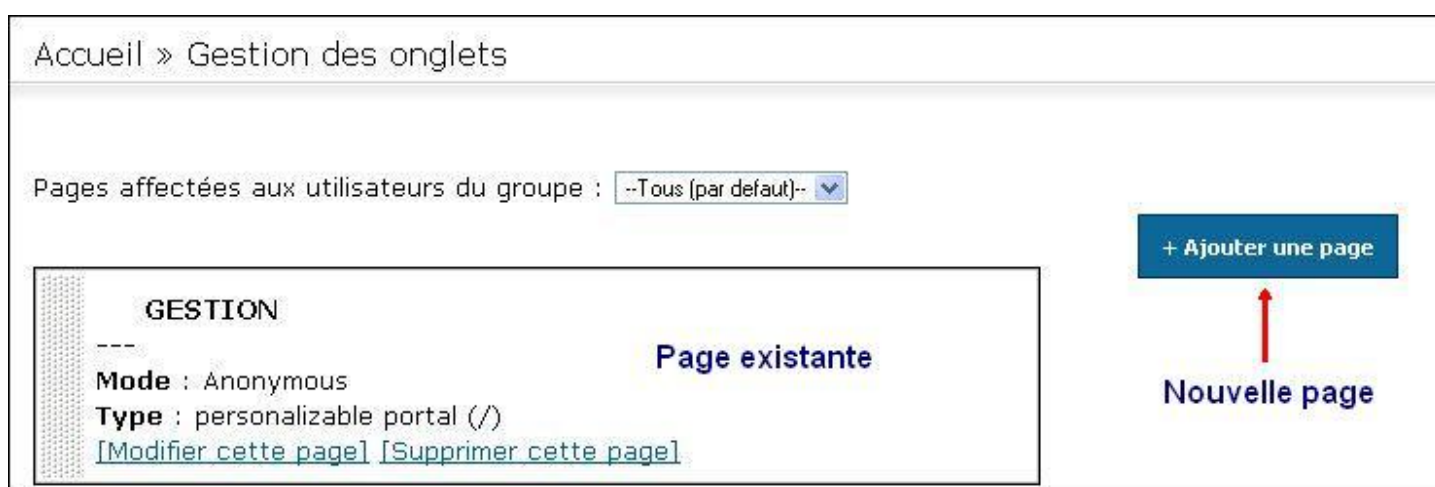 Accueil » Gestion des onglets
Pages affectées aux utilisateurs du groupe : --Tous (par defaut)--
+ Ajouter une page
GESTION
---
Page existante
Mode : Anonymous
Nouvelle page
Type : personalizable portal (/)
[Modifier cette page] [Supprimer cette page]